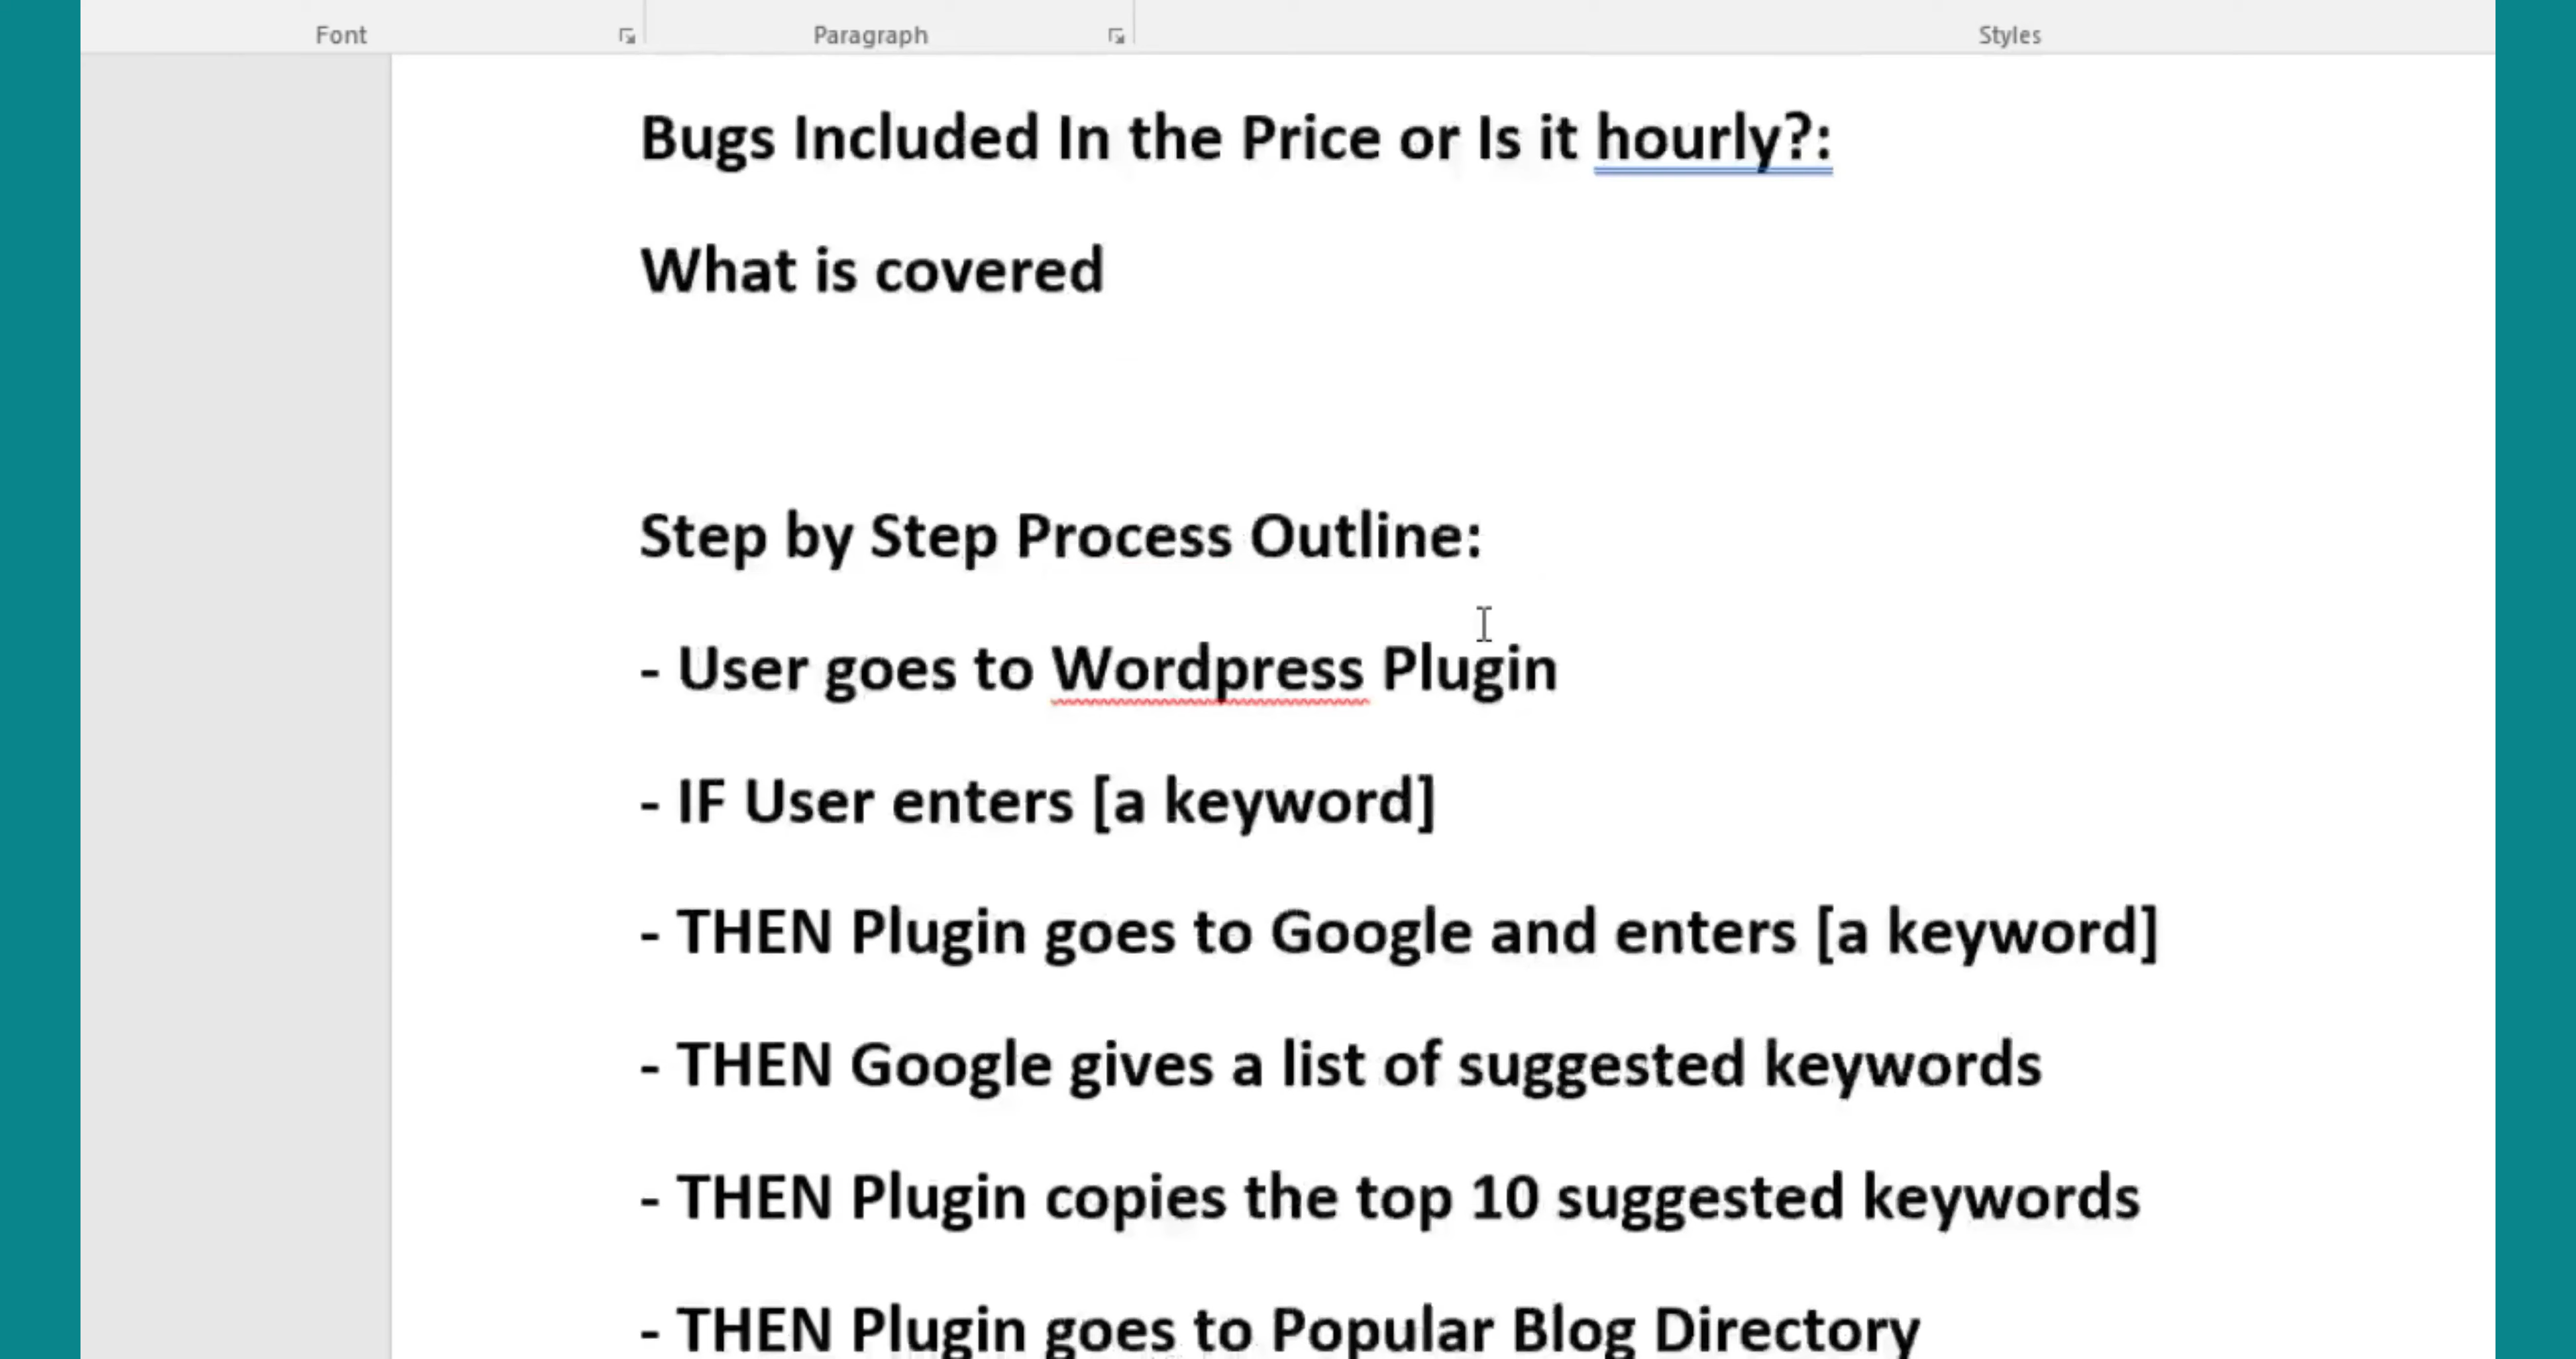 Font Paragraph Styles
Bugs Included In the Price or Is it hourly?:
What is covered
Step by Step Process Outline:
- User goes to Wordpress Plugin
- IF User enters [a keyword]
- THEN Plugin goes to Google and enters [a keyword]
- THEN Google gives a list of suggested keywords
- THEN Plugin copies the top 10 suggested keywords
- THEN Plugin goes to Popular Blog Directory